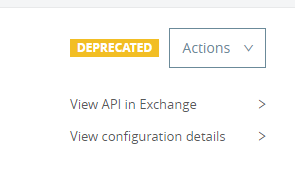 DEPRECATED
Actions
View API in Exchange
View configuration details